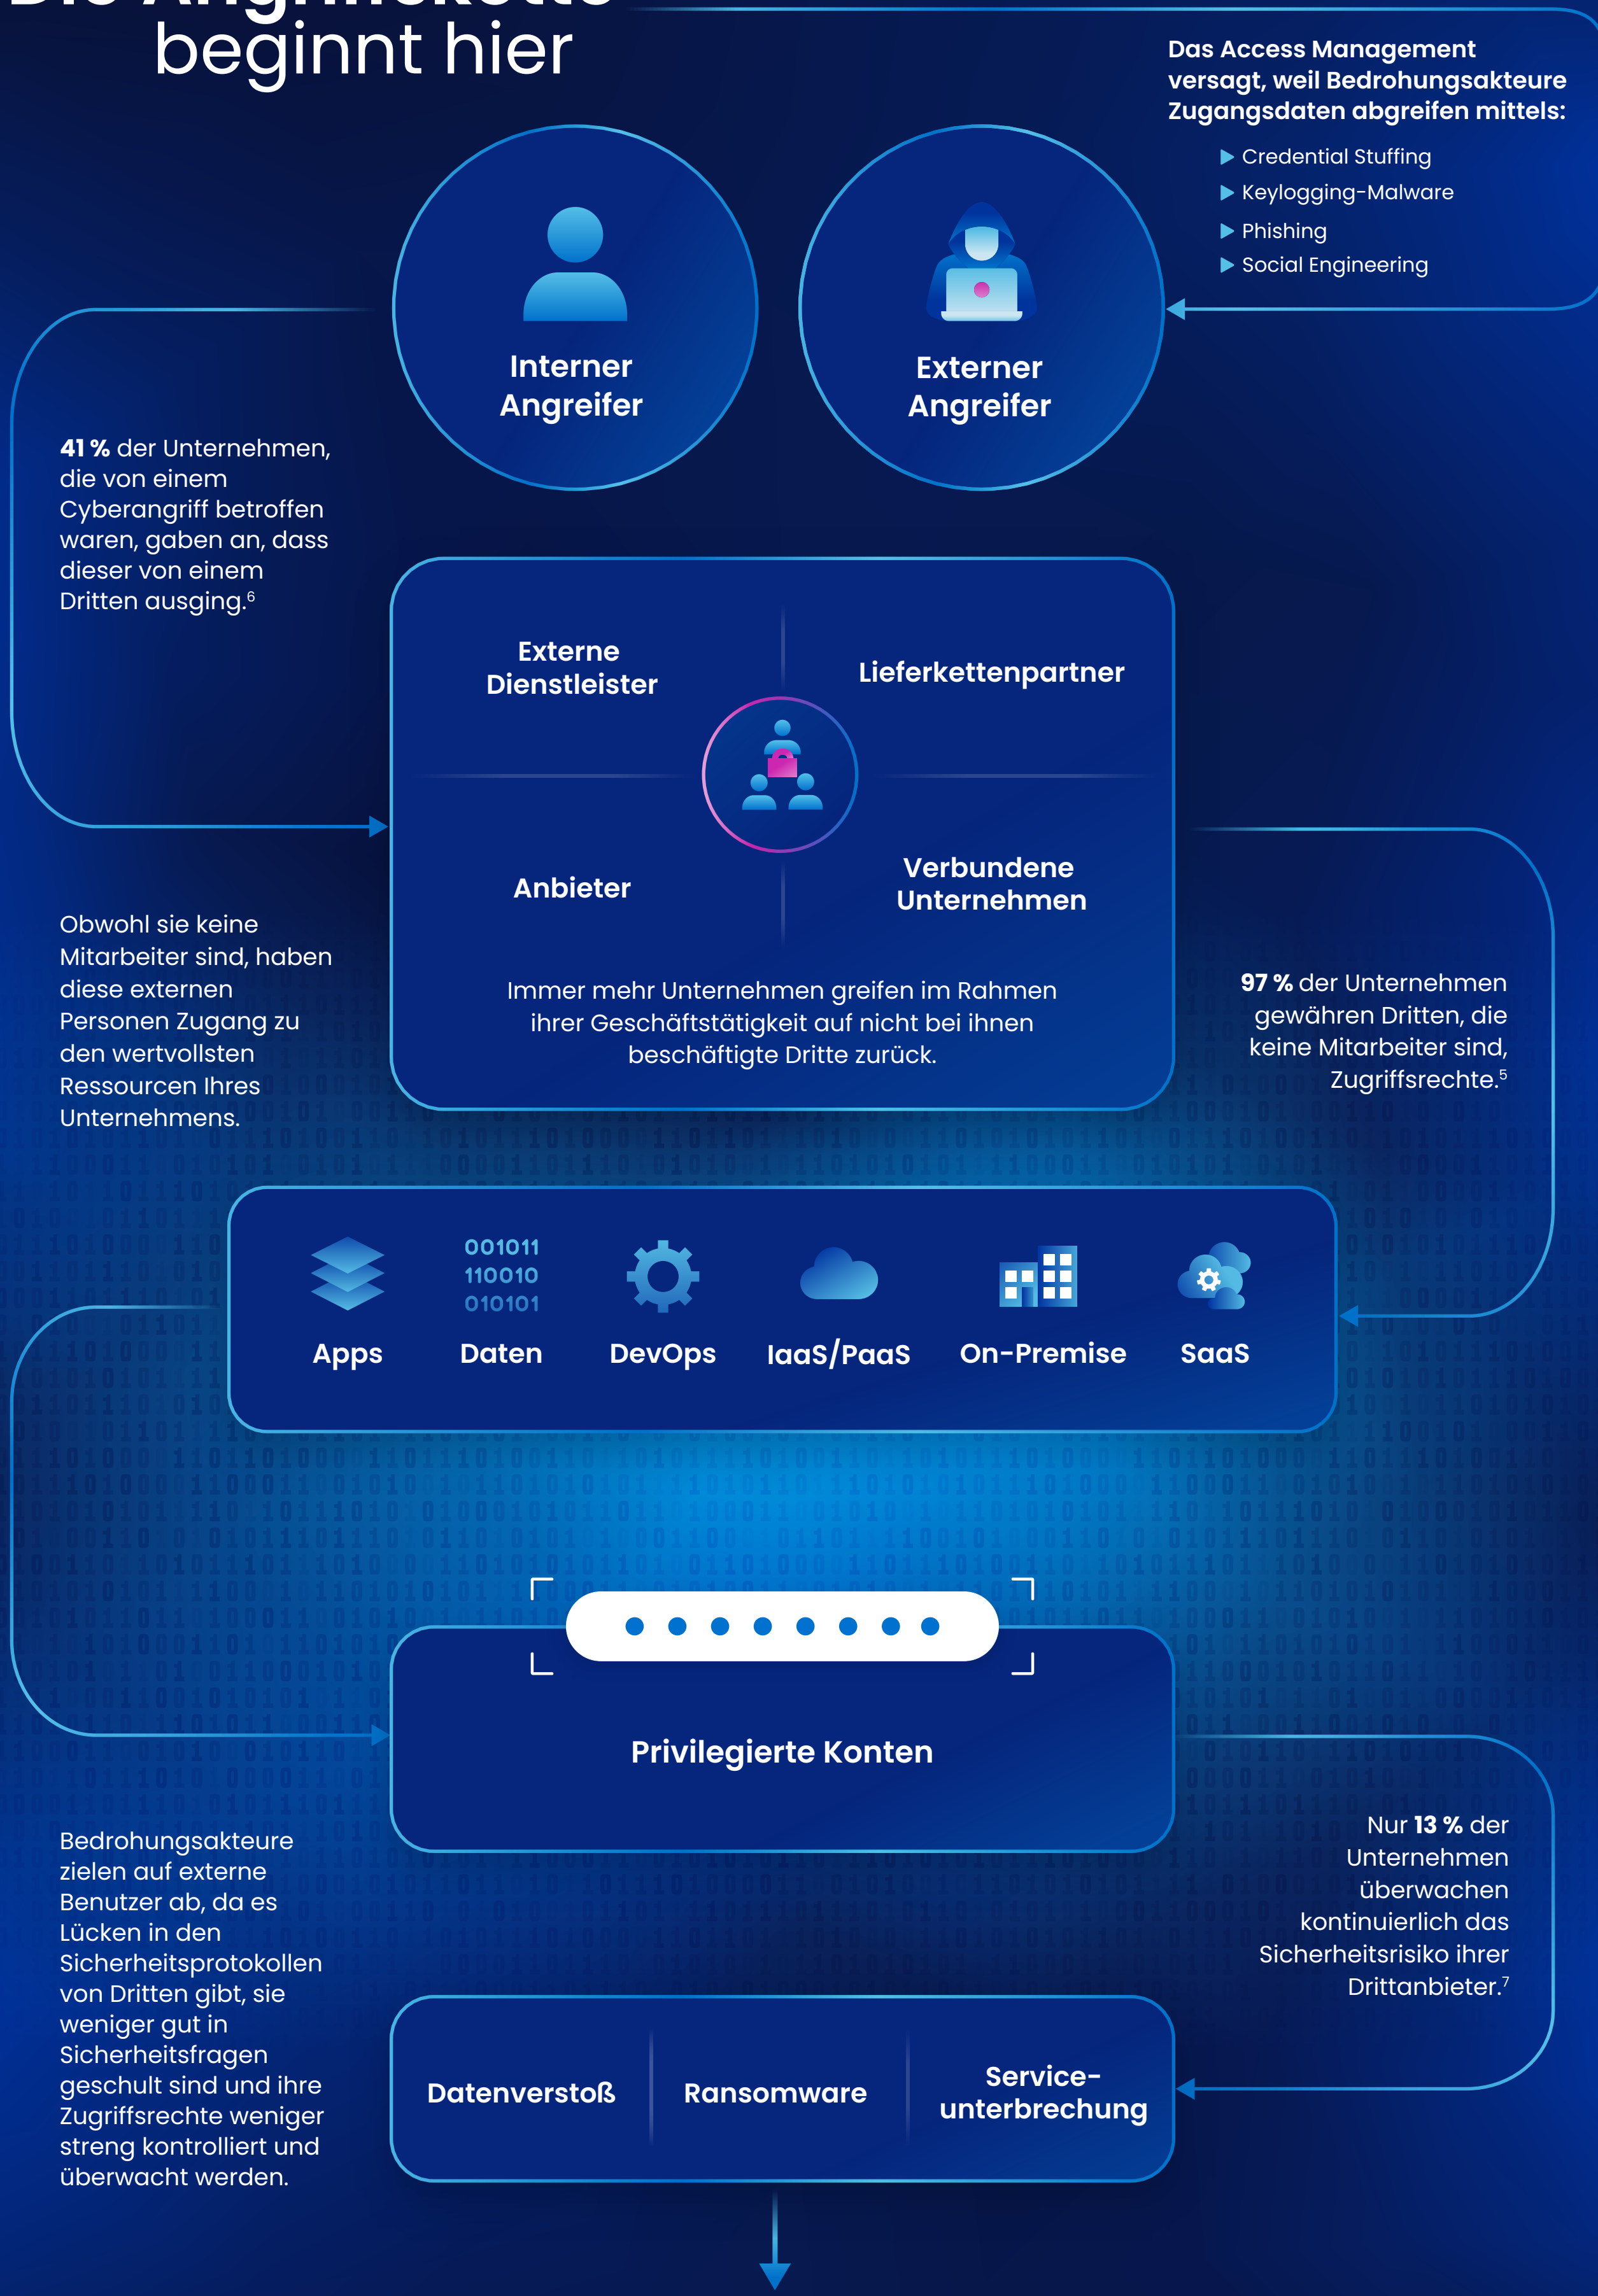 Die Angriffskette
beginnt hier
Das Access Management
versagt, weil Bedrohungsakteure
Zugangsdaten abgreifen mittels:
Credential Stuffing
Keylogging-Malware
Phishing
Social Engineering
Interner
Angreifer
Externer
Angreifer
41 % der Unternehmen,
die von einem
Cyberangriff betroffen
waren, gaben an, dass
dieser von einem
Dritten ausging.6
Externe
Dienstleister
Lieferkettenpartner
Anbieter
Verbundene
Unternehmen
Immer mehr Unternehmen greifen im Rahmen
ihrer Geschäftstätigkeit auf nicht bei ihnen
beschäftigte Dritte zurück.
Obwohl sie keine
Mitarbeiter sind, haben
diese externen
Personen Zugang zu
den wertvollsten
Ressourcen Ihres
Unternehmens.
97 % der Unternehmen
gewähren Dritten, die
keine Mitarbeiter sind,
Zugriffsrechte.5
001011
110010
010101
Apps
Daten
DevOps
IaaS/PaaS
On-Premise
SaaS
Privilegierte Konten
Bedrohungsakteure
zielen auf externe
Benutzer ab, da es
Lücken in den
Sicherheitsprotokollen
von Dritten gibt, sie
weniger gut in
Sicherheitsfragen
geschult sind und ihre
Zugriffsrechte weniger
streng kontrolliert und
überwacht werden.
Nur 13 % der
Unternehmen
überwachen
kontinuierlich das
Sicherheitsrisiko ihrer
Drittanbieter.7
Datenverstoß
Ransomware
Service-
unterbrechung